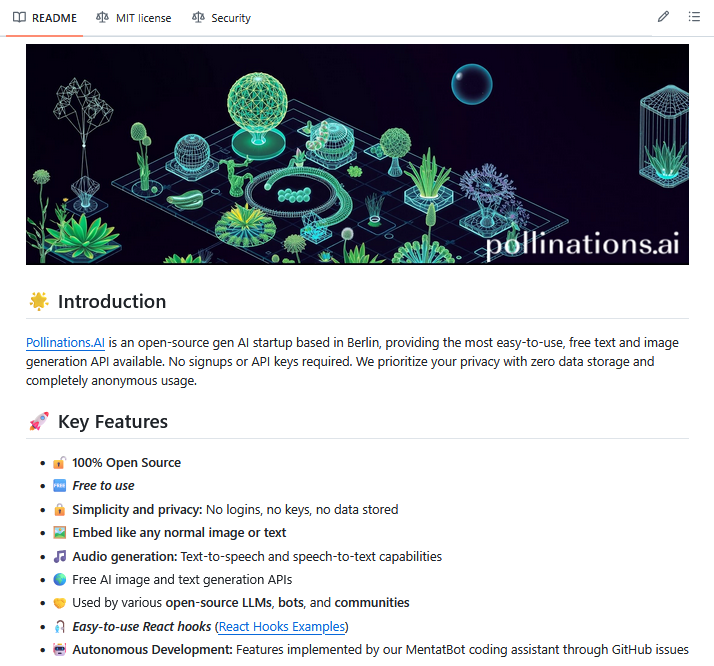 README
MIT license
Security
pollinations.ai
🌟 Introduction
Pollinations.AI is an open-source gen AI startup based in Berlin, providing the most easy-to-use, free text and image
generation API available. No signups or API keys required. We prioritize your privacy with zero data storage and
completely anonymous usage.
🚀 Key Features
• 🔓 100% Open Source
• 🆓 Free to use
• 🔒 Simplicity and privacy: No logins, no keys, no data stored
• 🖼️ Embed like any normal image or text
• 🎵 Audio generation: Text-to-speech and speech-to-text capabilities
• 🌍 Free AI image and text generation APIs
• 🤝 Used by various open-source LLMs, bots, and communities
• 🎣 Easy-to-use React hooks (React Hooks Examples)
• 🤖 Autonomous Development: Features implemented by our MentatBot coding assistant through GitHub issues